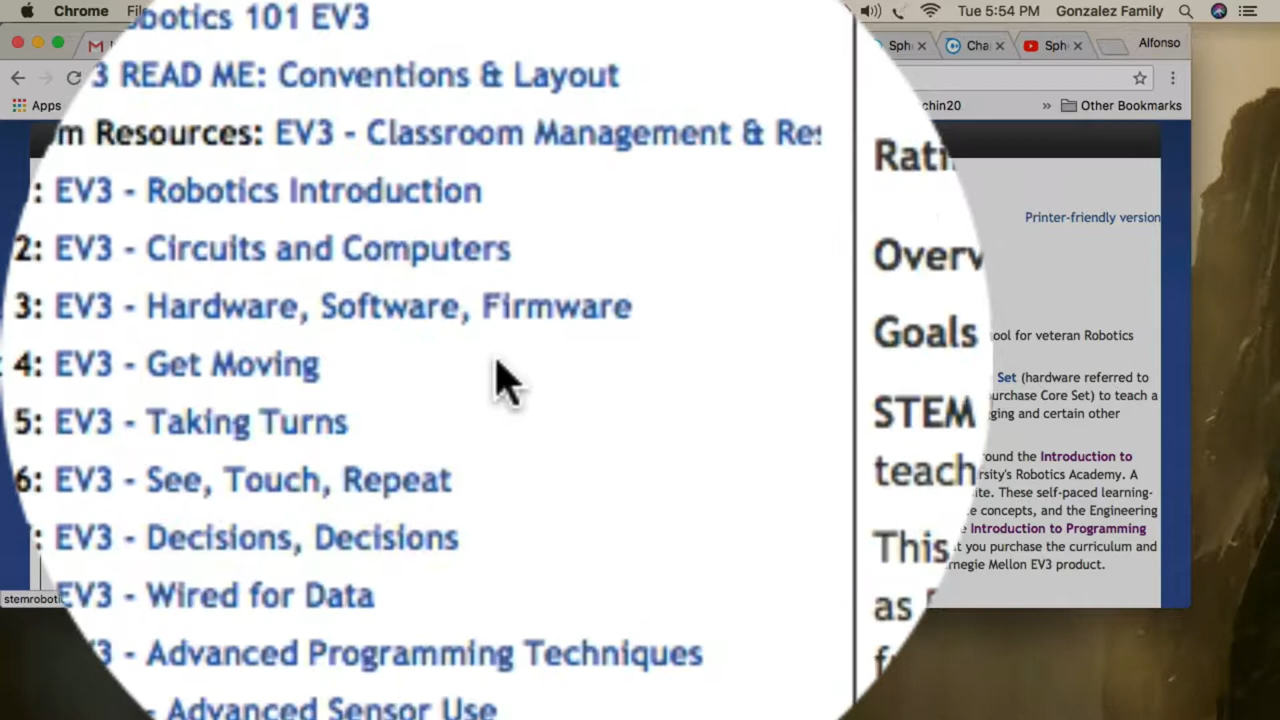 Chrome
Tue 5:54 PM Gonzalez Family
Sph
Cha
Sph
Alfonso
Apps
chin20
» Other Bookmarks
botics 101 EV3
3 READ ME: Conventions & Layout
m Resources: EV3 - Classroom Management & Res
: EV3 - Robotics Introduction
2: EV3 - Circuits and Computers
3: EV3 - Hardware, Software, Firmware
4: EV3 - Get Moving
5: EV3 - Taking Turns
6: EV3 - See, Touch, Repeat
: EV3 - Decisions, Decisions
EV3 - Wired for Data
3 - Advanced Programming Techniques
- Advanced Sensor Use
stemroboti
Rati
Overv
Goals
STEM
teach
This
as
Printer-friendly version
ool for veteran Robotics
Set (hardware referred to
urchase Core Set) to teach a
ging and certain other
ound the Introduction to
rsity's Robotics Academy. A
ite. These self-paced learning-
e concepts, and the Engineering
e Introduction to Programming
t you purchase the curriculum and
rnegie Mellon EV3 product.